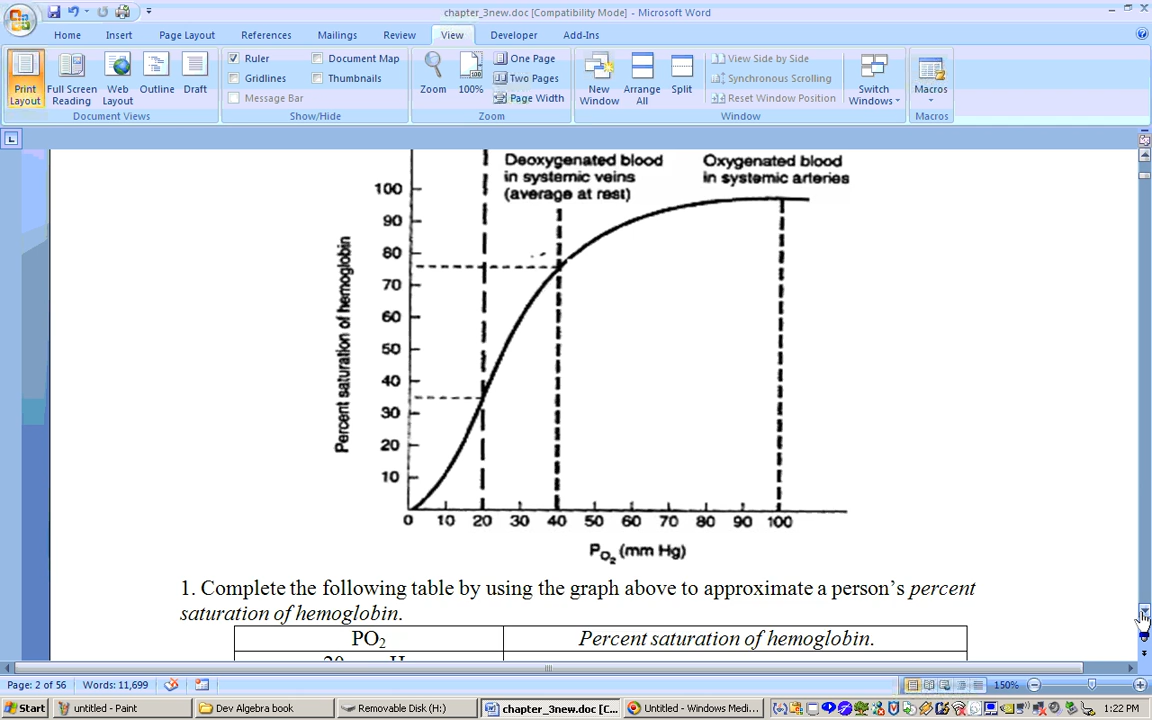 chapter_3new.doc [Compatibility Mode] - Microsoft Word
Home Insert Page Layout References Mailings Review View Developer Add-Ins
Print Layout
Full Screen Reading
Web Layout
Outline
Draft
Document Views
Ruler
Gridlines
Message Bar
Document Map
Thumbnails
Show/Hide
Zoom
100%
One Page
Two Pages
Page Width
Zoom
New Window
Arrange All
Split
View Side by Side
Synchronous Scrolling
Reset Window Position
Switch Windows
Window
Macros
Macros
Deoxygenated blood
in systemic veins
(average at rest)
Oxygenated blood
in systemic arteries
Percent saturation of hemoglobin
100
90
80
70
60
50
40
30
20
10
0 10 20 30 40 50 60 70 80 90 100
PO2 (mm Hg)
1. Complete the following table by using the graph above to approximate a person’s percent
saturation of hemoglobin.
PO2 Percent saturation of hemoglobin.
Page: 2 of 56 Words: 11,699 150%
Start untitled - Paint Dev Algebra book Removable Disk (H:) chapter_3new.doc [C... Untitled - Windows Medi... 1:22 PM